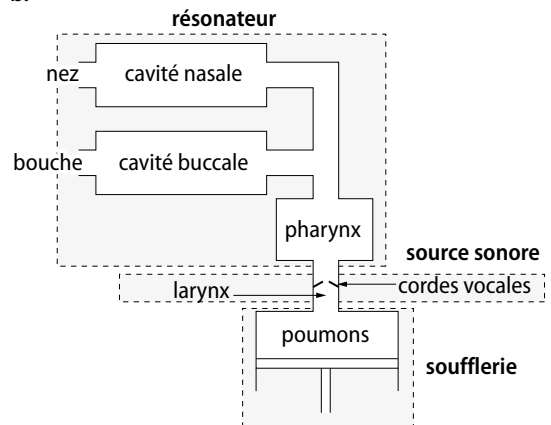 b.
résonateur
nez
cavité nasale
bouche
cavité buccale
pharynx
source sonore
larynx
cordes vocales
poumons
soufflerie